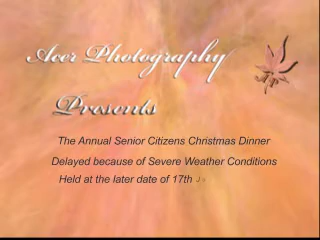 Acer Photography
Presents
The Annual Senior Citizens Christmas Dinner
Delayed because of Severe Weather Conditions
Held at the later date of 17th